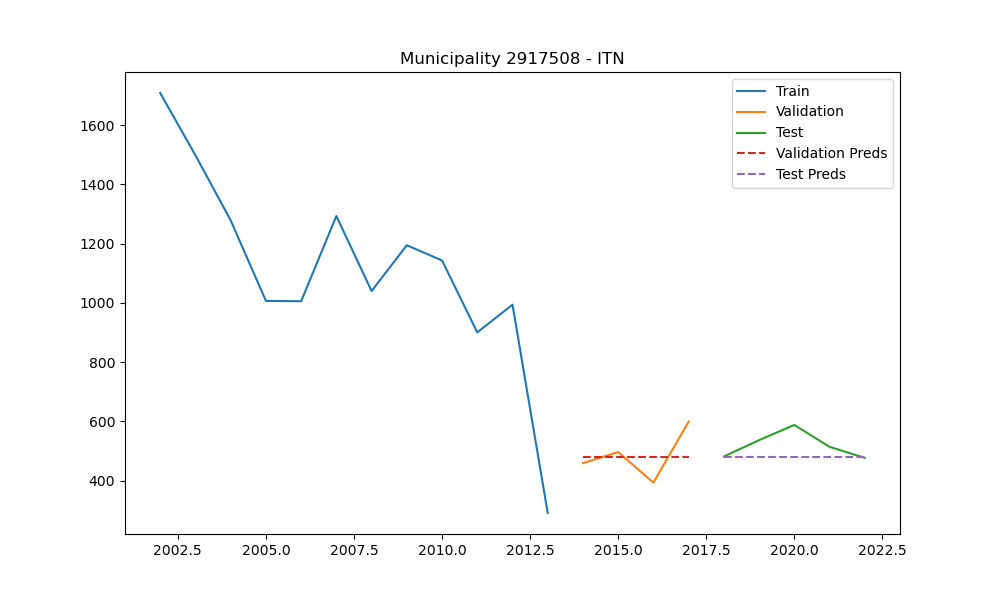 Municipality 2917508 - ITN
Train
Validation
Test
Validation Preds
Test Preds
1600
1400
1200
1000
800
600
400
2002.5 2005.0 2007.5 2010.0 2012.5 2015.0 2017.5 2020.0 2022.5